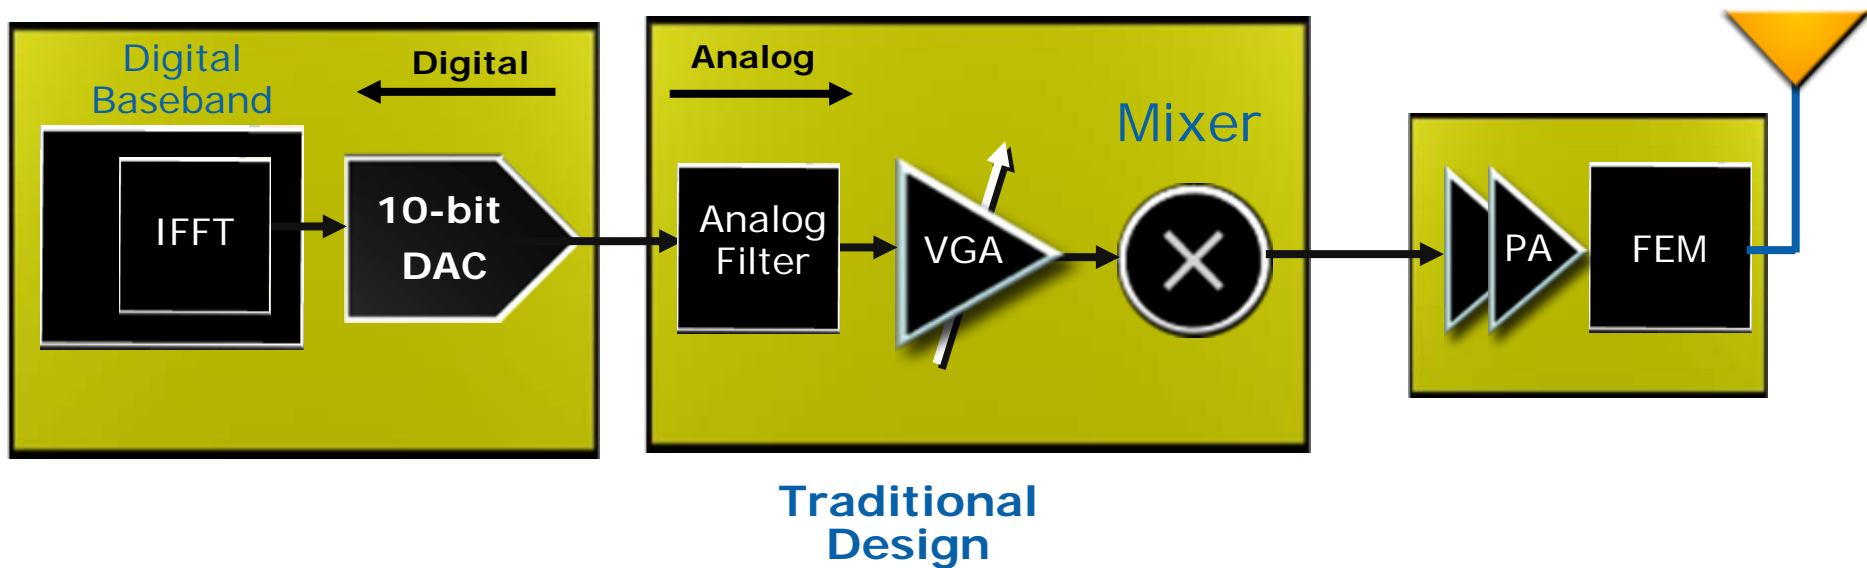 Digital
Baseband
Digital
Analog
Mixer
IFFT
10-bit
DAC
Analog
Filter
VGA
PA
FEM
Traditional
Design